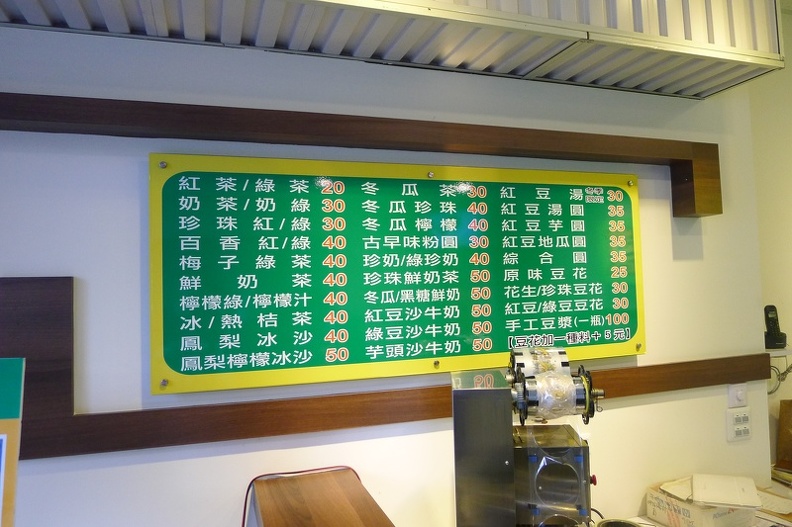 紅茶/綠茶 20
奶茶/奶綠 30
珍珠紅/綠 30
百香紅/綠 40
梅子綠茶 40
鮮奶茶 40
檸檬綠/檸檬汁 40
冰/熱桔茶 40
鳳梨冰沙 40
鳳梨檸檬冰沙 50
冬瓜茶 30
冬瓜珍珠 40
冬瓜檸檬 40
古早味粉圓 30
珍奶/綠珍奶 40
珍珠鮮奶茶 50
冬瓜/黑糖鮮奶 50
紅豆沙牛奶 50
綠豆沙牛奶 50
芋頭沙牛奶 50
紅豆湯 冬季限定 30
紅豆湯圓 35
紅豆芋圓 35
紅豆地瓜圓 35
綜合圓 35
原味豆花 25
花生/珍珠豆花 30
紅豆/綠豆豆花 30
手工豆漿(一瓶) 100
【豆花加一種料+5元】